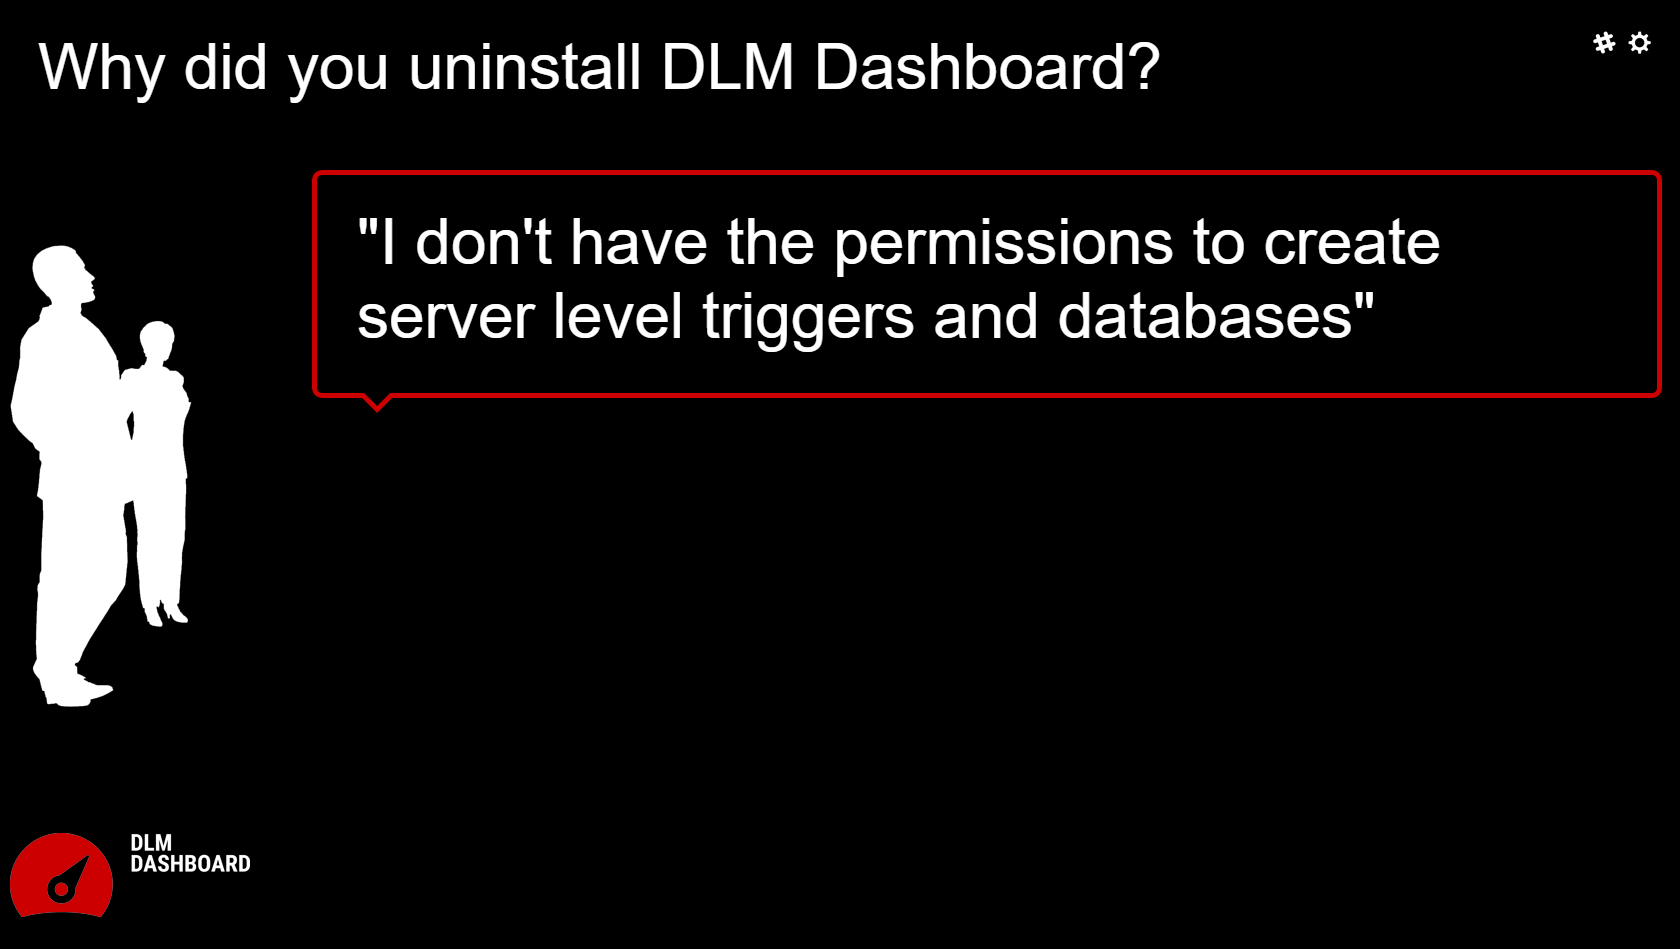 Why did you uninstall DLM Dashboard?
"I don't have the permissions to create
server level triggers and databases"
DLM
DASHBOARD